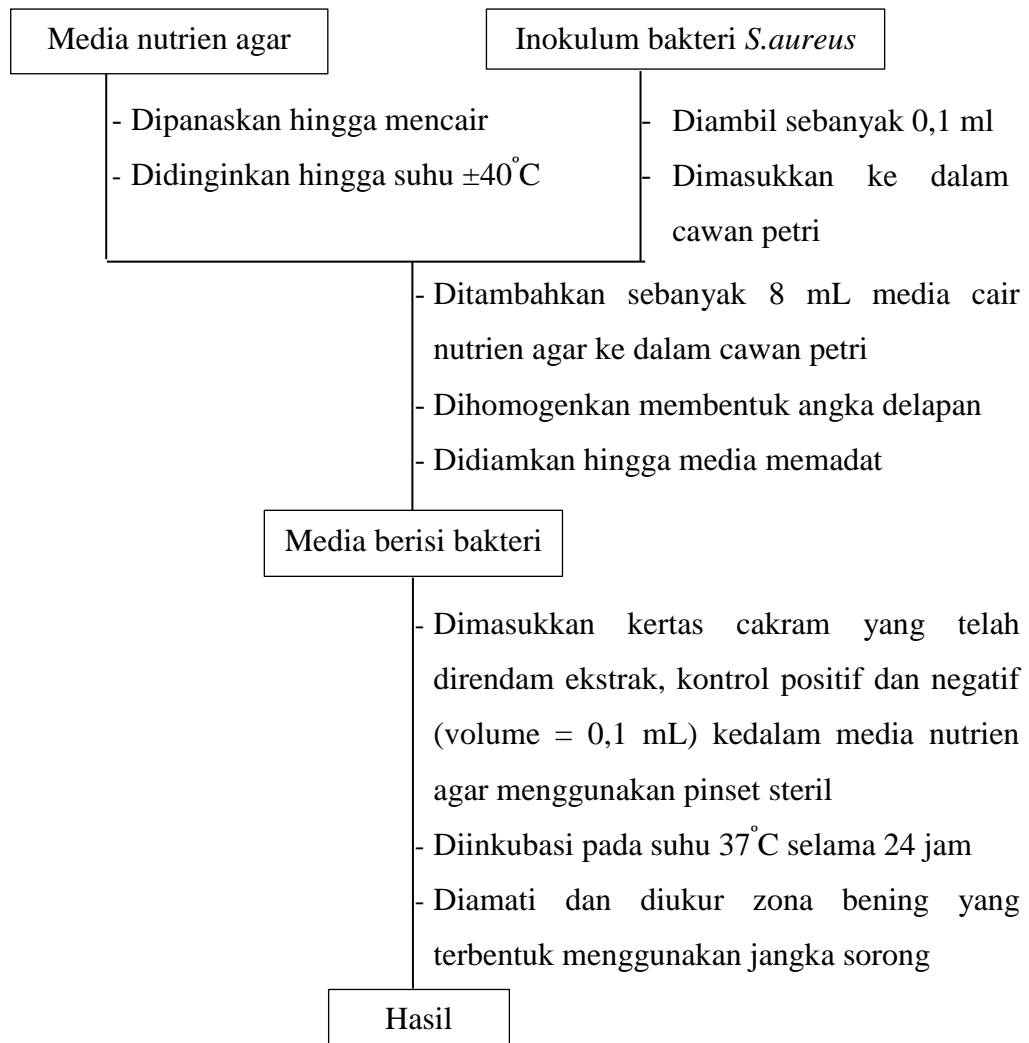 Media nutrien agar
Inokulum bakteri S.aureus
- Dipanaskan hingga mencair
- Didinginkan hingga suhu ±40°C
- Diambil sebanyak 0,1 ml
- Dimasukkan ke dalam
cawan petri
- Ditambahkan sebanyak 8 mL media cair
nutrien agar ke dalam cawan petri
- Dihomogenkan membentuk angka delapan
- Didiamkan hingga media memadat
Media berisi bakteri
- Dimasukkan kertas cakram yang telah
direndam ekstrak, kontrol positif dan negatif
(volume = 0,1 mL) kedalam media nutrien
agar menggunakan pinset steril
- Diinkubasi pada suhu 37°C selama 24 jam
- Diamati dan diukur zona bening yang
terbentuk menggunakan jangka sorong
Hasil